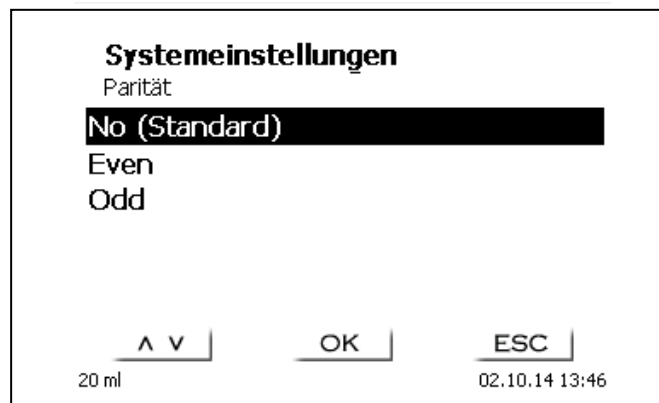 Systemeinstellungen
Parität
No (Standard)
Even
Odd
∧ ∨ OK ESC
20 ml 02.10.14 13:46